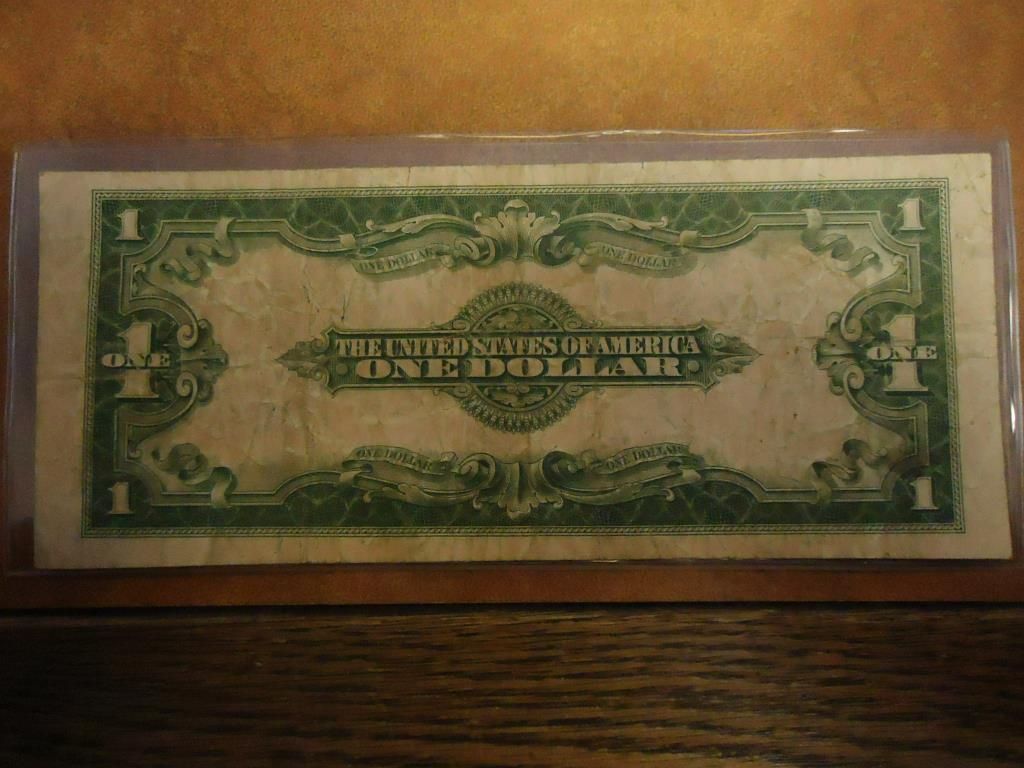 1 1
ONE DOLLAR ONE DOLLAR
THE UNITED STATES OF AMERICA
1 ONE 1 ONE
ONE DOLLAR
ONE DOLLAR ONE DOLLAR
1 1